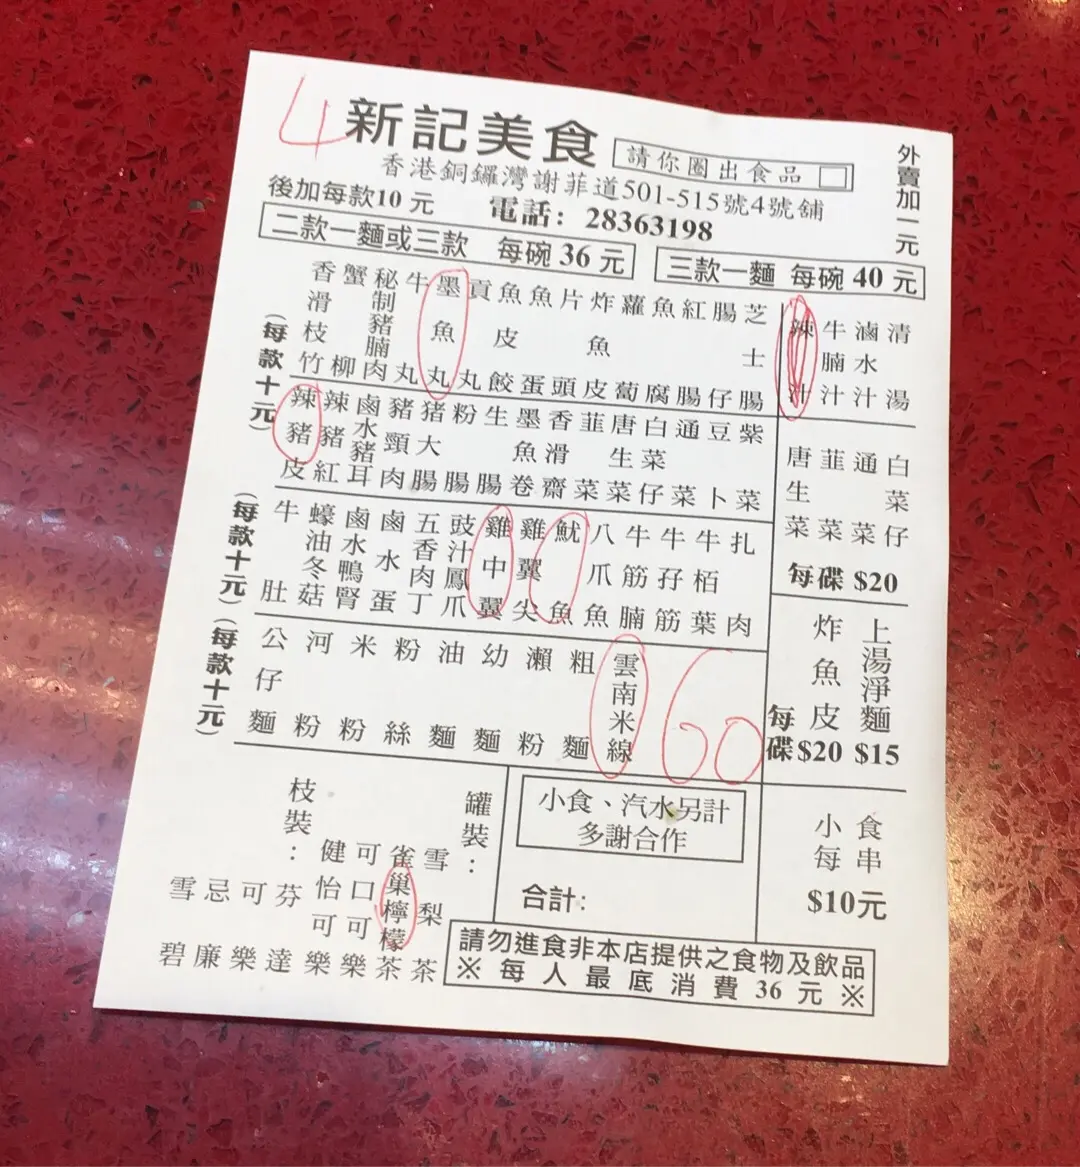 4
新記美食
請你圈出食品
外賣加一元
香港銅鑼灣謝菲道501-515號4號舖
後加每款10元
電話: 28363198
二款一麵或三款 每碗36元
三款一麵 每碗40元
清湯
滷水汁
牛腩汁
辣汁
(每款十元)
芝士腸
腸仔
紅腸
魚腐
蘿蔔
炸魚皮
片頭
魚蛋
魚皮餃
貢丸
墨魚丸
牛丸
秘制豬腩肉
蟹柳
香滑枝竹
紫菜
豆卜
通菜
白菜仔
唐生菜
韮菜
香滑齋
墨魚卷
生腸
粉腸
猪大腸
豬頸肉
鹵水豬耳
辣豬紅
辣豬皮
白菜仔
通菜
韮菜
唐生菜
每碟 $20
(每款十元)
扎肉
牛栢葉
牛孖筋
牛筋腩
八爪魚
魷魚
雞翼尖
雞中翼
豉汁鳳爪
五香肉丁
鹵水蛋
鹵水鴨腎
蠔油冬菇
牛肚
上湯淨麵 $15
炸魚皮 每碟 $20
(每款十元)
雲南米線
粗麵
瀨粉
幼麵
油麵
粉絲
米粉
河粉
公仔麵
60
小食每串
$10元
小食、汽水另計
多謝合作
合計:
罐裝:
雪梨茶
雀巢檸檬茶
可口可樂
健怡可樂
枝裝:
芬達
可樂
忌廉
雪碧
請勿進食非本店提供之食物及飲品
※每人最底消費36元※